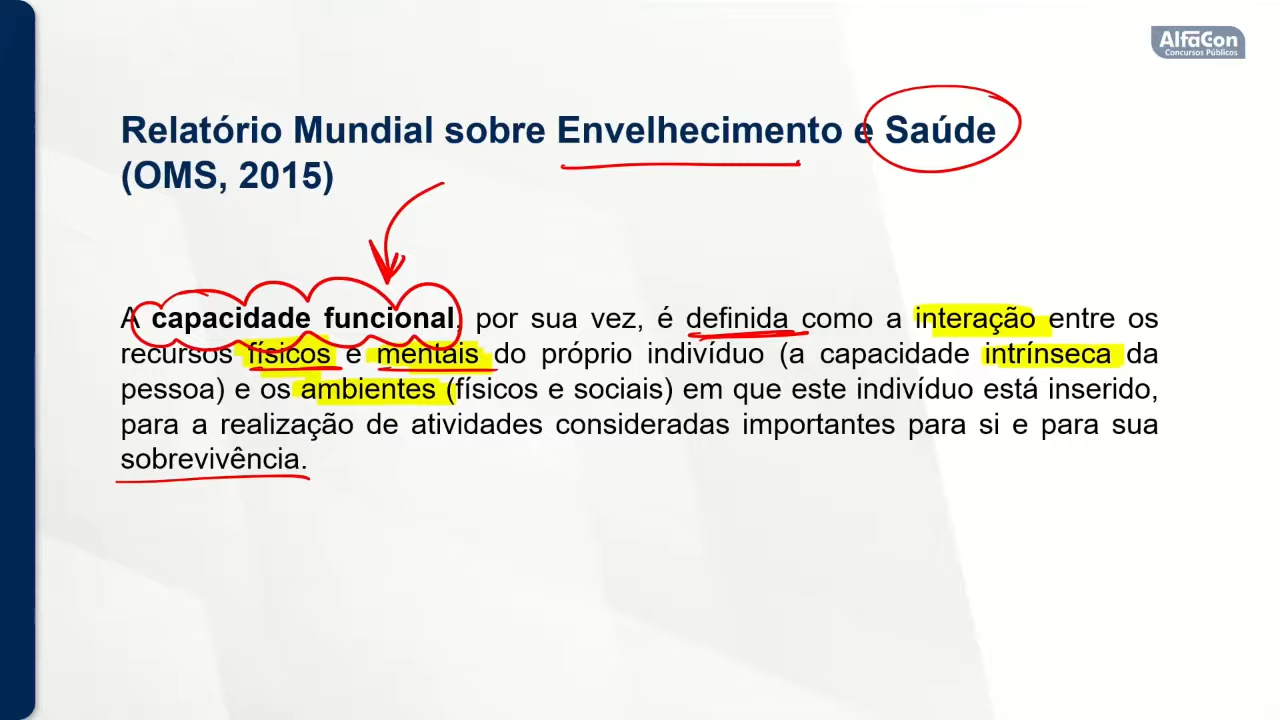 AlfaCon
Concursos Públicos
Relatório Mundial sobre Envelhecimento e Saúde
(OMS, 2015)
A capacidade funcional, por sua vez, é definida como a interação entre os
recursos físicos e mentais do próprio indivíduo (a capacidade intrínseca da
pessoa) e os ambientes (físicos e sociais) em que este indivíduo está inserido,
para a realização de atividades consideradas importantes para si e para sua
sobrevivência.